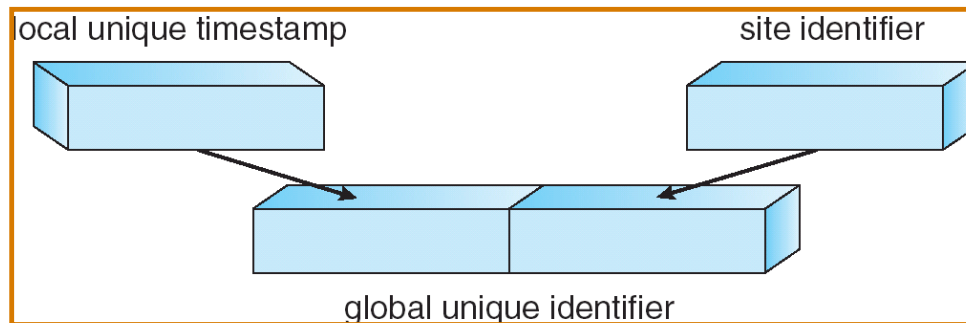 local unique timestamp
site identifier
global unique identifier